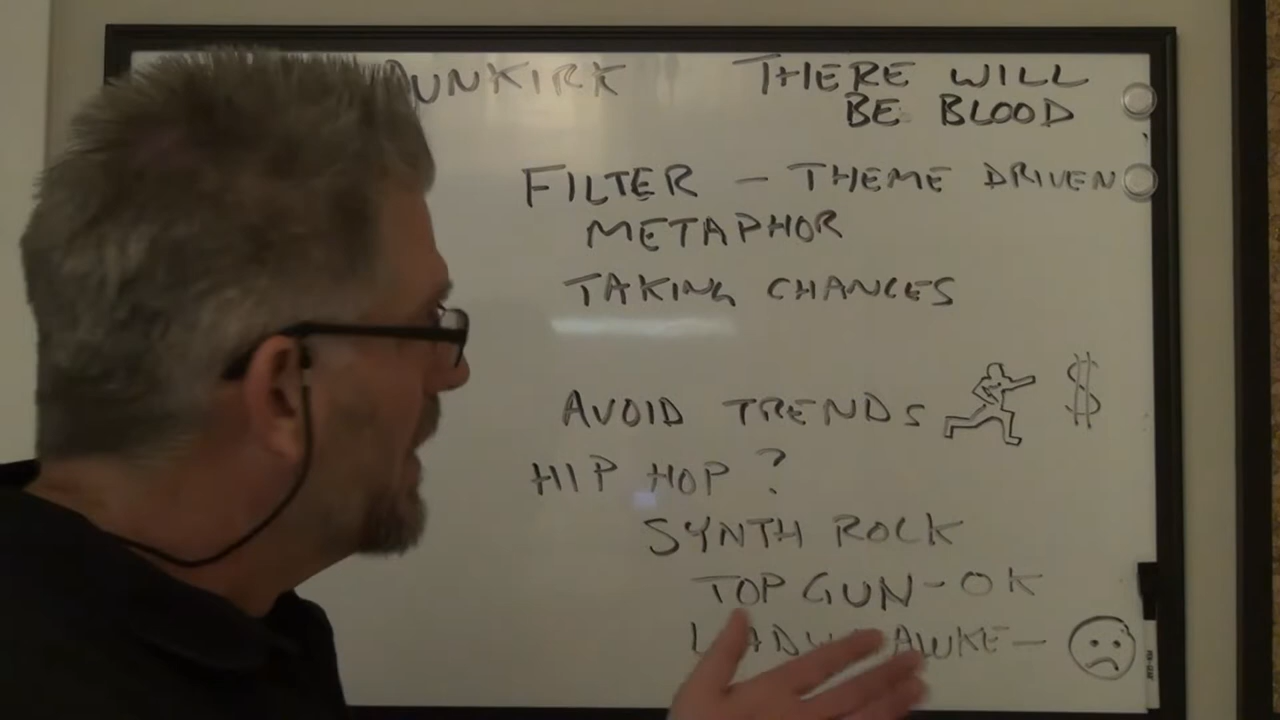 DUNKIRK THERE WILL
BE BLOOD
FILTER - THEME DRIVEN
METAPHOR
TAKING CHANCES
AVOID TRENDS $
HIP HOP ?
SYNTH ROCK
TOP GUN - OK